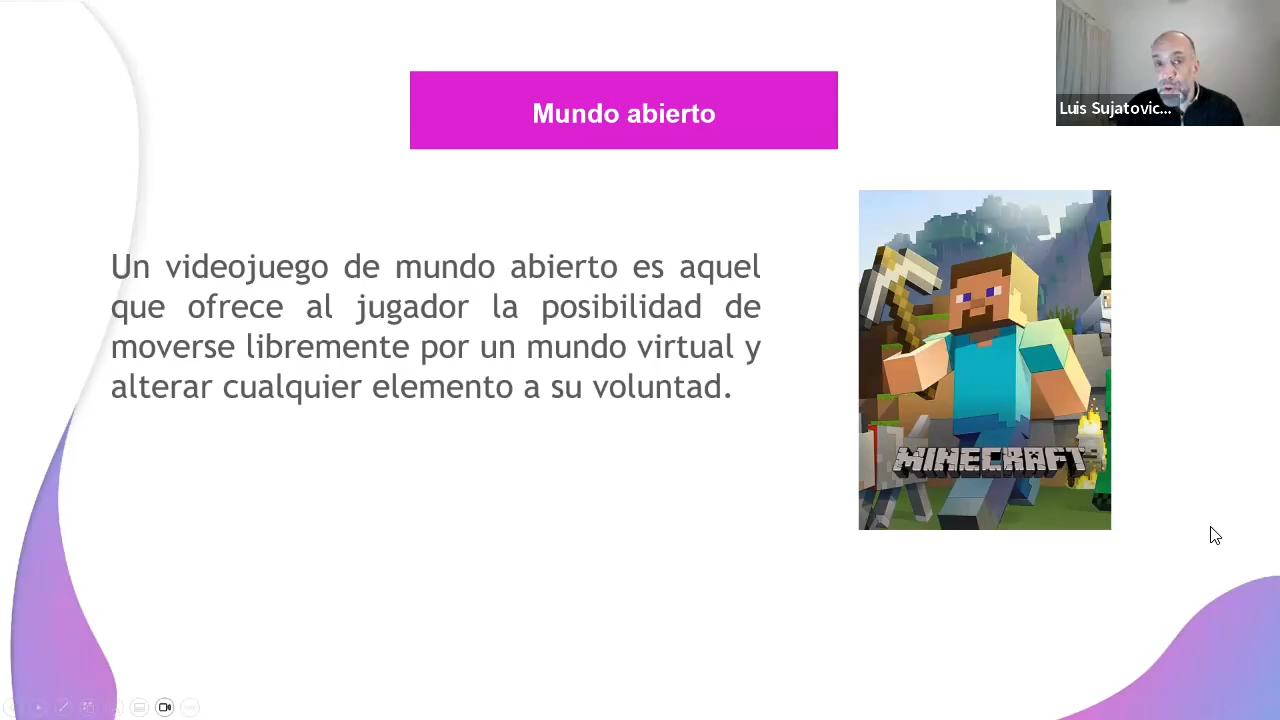 Mundo abierto
Luis Sujatovic...
Un videojuego de mundo abierto es aquel
que ofrece al jugador la posibilidad de
moverse libremente por un mundo virtual y
alterar cualquier elemento a su voluntad.
MINECRAFT